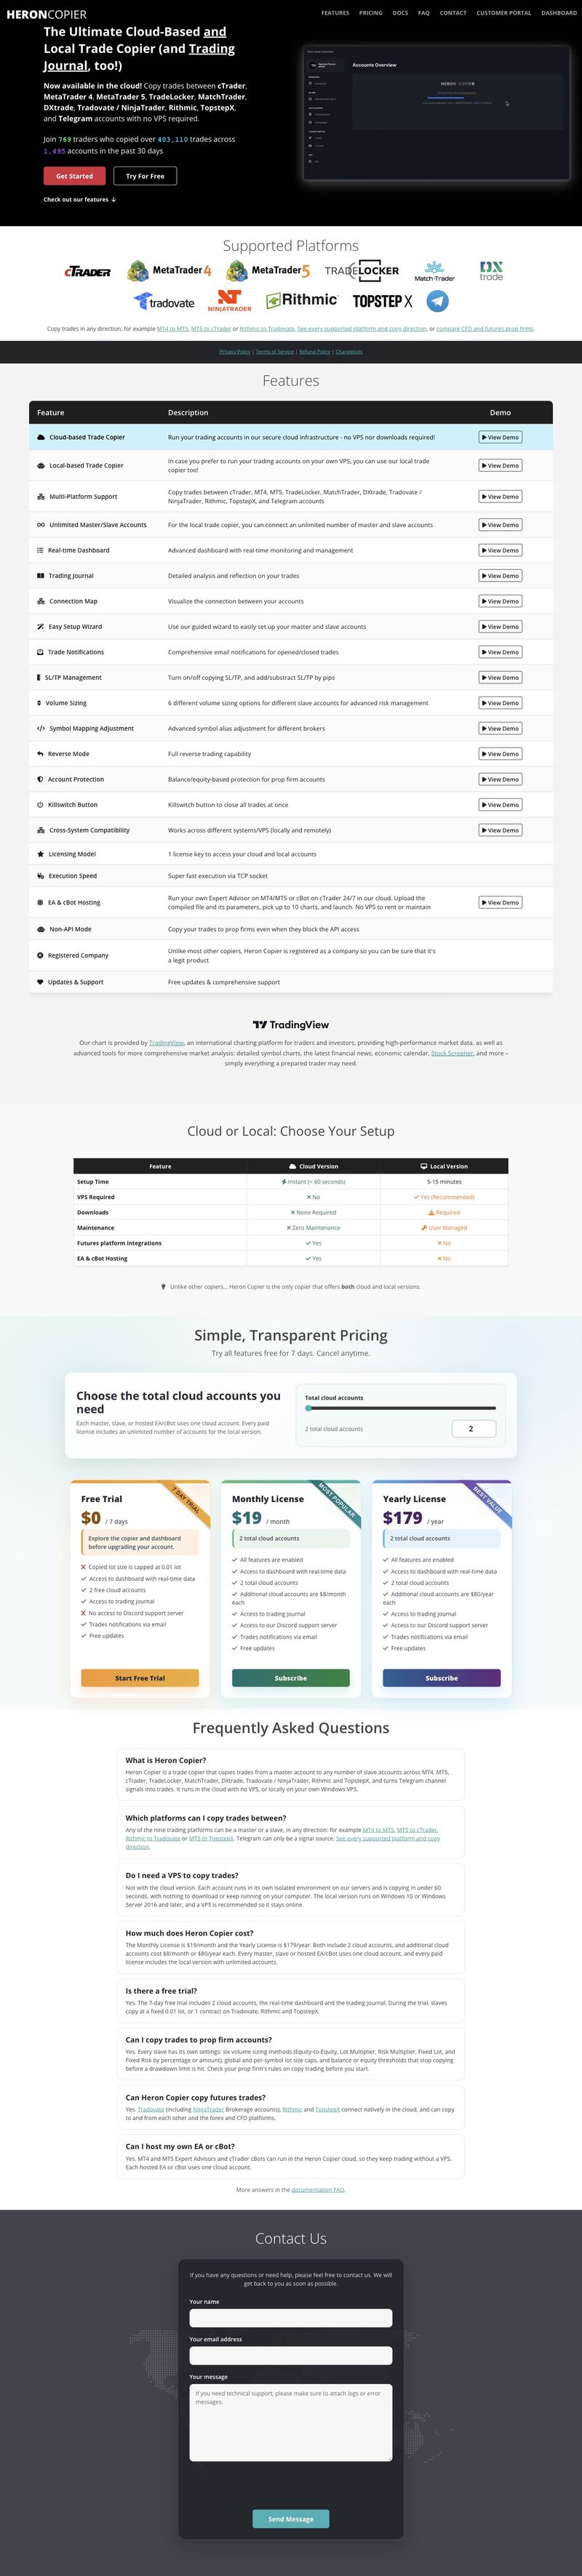 HERONCOPIER
FEATURES PRICING DOCS FAQ CONTACT CUSTOMER PORTAL DASHBOARD
The Ultimate Cloud-Based and
Local Trade Copier (and Trading
Journal, too!)
Now available in the cloud! Copy trades between cTrader,
MetaTrader 4, MetaTrader 5, TradeLocker, MatchTrader,
DXtrade, Tradovate / NinjaTrader, Rithmic, TopstepX,
and Telegram accounts with no VPS required.
Join 769 traders who copied over 403,110 trades across
1,495 accounts in the past 30 days
Get Started Try For Free
Check out our features ↓
Accounts Overview
HERON COPIER
Supported Platforms
cTRADER MetaTrader 4 MetaTrader 5 TRADELOCKER Match-Trader DX trade
tradovate NINJATRADER Rithmic TOPSTEP X
Copy trades in any direction, for example MT4 to MT5, MT5 to cTrader or Rithmic to Tradovate. See every supported platform and copy direction, or compare CFD and futures prop firms.
Privacy Policy | Terms of Service | Refund Policy | Changelogs
Features
Feature Description Demo
Cloud-based Trade Copier Run your trading accounts in our secure cloud infrastructure - no VPS nor downloads required! View Demo
Local-based Trade Copier In case you prefer to run your trading accounts on your own VPS, you can use our local trade
copier too! View Demo
Multi-Platform Support Copy trades between cTrader, MT4, MT5, TradeLocker, MatchTrader, DXtrade, Tradovate /
NinjaTrader, Rithmic, TopstepX, and Telegram accounts View Demo
Unlimited Master/Slave Accounts For the local trade copier, you can connect an unlimited number of master and slave accounts View Demo
Real-time Dashboard Advanced dashboard with real-time monitoring and management View Demo
Trading Journal Detailed analysis and reflection on your trades View Demo
Connection Map Visualize the connection between your accounts View Demo
Easy Setup Wizard Use our guided wizard to easily set up your master and slave accounts View Demo
Trade Notifications Comprehensive email notifications for opened/closed trades View Demo
SL/TP Management Turn on/off copying SL/TP, and add/substract SL/TP by pips View Demo
Volume Sizing 6 different volume sizing options for different slave accounts for advanced risk management View Demo
Symbol Mapping Adjustment Advanced symbol alias adjustment for different brokers View Demo
Reverse Mode Full reverse trading capability View Demo
Account Protection Balance/equity-based protection for prop firm accounts View Demo
Killswitch Button Killswitch button to close all trades at once View Demo
Cross-System Compatibility Works across different systems/VPS (locally and remotely) View Demo
Licensing Model 1 license key to access your cloud and local accounts
Execution Speed Super fast execution via TCP socket
EA & cBot Hosting Run your own Expert Advisor on MT4/MT5 or cBot on cTrader 24/7 in our cloud. Upload the
compiled file and its parameters, pick up to 10 charts, and launch. No VPS to rent or maintain View Demo
Non-API Mode Copy your trades to prop firms even when they block the API access
Registered Company Unlike most other copiers, Heron Copier is registered as a company so you can be sure that it's
a legit product
Updates & Support Free updates & comprehensive support
TradingView
Our chart is provided by TradingView, an international charting platform for traders and investors, providing high-performance market data, as well as
advanced tools for more comprehensive market analysis: detailed symbol charts, the latest financial news, economic calendar, Stock Screener, and more –
simply everything a prepared trader may need.
Cloud or Local: Choose Your Setup
Feature Cloud Version Local Version
Setup Time Instant (< 60 seconds) 5-15 minutes
VPS Required No Yes (Recommended)
Downloads None Required Required
Maintenance Zero Maintenance User Managed
Futures platform integrations Yes No
EA & cBot Hosting Yes No
Unlike other copiers... Heron Copier is the only copier that offers both cloud and local versions.
Simple, Transparent Pricing
Try all features free for 7 days. Cancel anytime.
Choose the total cloud accounts you
need
Each master, slave, or hosted EA/cBot uses one cloud account. Every paid
license includes an unlimited number of accounts for the local version.
Total cloud accounts
2 total cloud accounts 2
7 DAY TRIAL
Free Trial
$0 / 7 days
Explore the copier and dashboard
before upgrading your account.
Copied lot size is capped at 0.01 lot
Access to dashboard with real-time data
2 free cloud accounts
Access to trading journal
No access to Discord support server
Trades notifications via email
Free updates
Start Free Trial
MOST POPULAR
Monthly License
$19 / month
2 total cloud accounts
All features are enabled
Access to dashboard with real-time data
2 total cloud accounts
Additional cloud accounts are $8/month
each
Access to trading journal
Access to our Discord support server
Trades notifications via email
Free updates
Subscribe
BEST VALUE
Yearly License
$179 / year
2 total cloud accounts
All features are enabled
Access to dashboard with real-time data
2 total cloud accounts
Additional cloud accounts are $80/year
each
Access to trading journal
Access to our Discord support server
Trades notifications via email
Free updates
Subscribe
Frequently Asked Questions
What is Heron Copier?
Heron Copier is a trade copier that copies trades from a master account to any number of slave accounts across MT4, MT5,
cTrader, TradeLocker, MatchTrader, DXtrade, Tradovate / NinjaTrader, Rithmic and TopstepX, and turns Telegram channel
signals into trades. It runs in the cloud with no VPS, or locally on your own Windows VPS.
Which platforms can I copy trades between?
Any of the nine trading platforms can be a master or a slave, in any direction: for example MT4 to MT5, MT5 to cTrader,
Rithmic to Tradovate or MT5 to TopstepX. Telegram can only be a signal source. See every supported platform and copy
direction.
Do I need a VPS to copy trades?
Not with the cloud version. Each account runs in its own isolated environment on our servers and is copying in under 60
seconds, with nothing to download or keep running on your computer. The local version runs on Windows 10 or Windows
Server 2016 and later, and a VPS is recommended so it stays online.
How much does Heron Copier cost?
The Monthly License is $19/month and the Yearly License is $179/year. Both include 2 cloud accounts, and additional cloud
accounts cost $8/month or $80/year each. Every master, slave or hosted EA/cBot uses one cloud account, and every paid
license includes the local version with unlimited accounts.
Is there a free trial?
Yes. The 7-day free trial includes 2 cloud accounts, the real-time dashboard and the trading journal. During the trial, slaves
copy at a fixed 0.01 lot, or 1 contract on Tradovate, Rithmic and TopstepX.
Can I copy trades to prop firm accounts?
Yes. Every slave has its own settings: six volume sizing methods (Equity-to-Equity, Lot Multiplier, Risk Multiplier, Fixed Lot, and
Fixed Risk by percentage or amount), global and per-symbol lot size caps, and balance or equity thresholds that stop copying
before a drawdown limit is hit. Check your prop firm's rules on copy trading before you start.
Can Heron Copier copy futures trades?
Yes. Tradovate (including NinjaTrader Brokerage accounts), Rithmic and TopstepX connect natively in the cloud, and can copy
to and from each other and the forex and CFD platforms.
Can I host my own EA or cBot?
Yes. MT4 and MT5 Expert Advisors and cTrader cBots can run in the Heron Copier cloud, so they keep trading without a VPS.
Each hosted EA or cBot uses one cloud account.
More answers in the documentation FAQ.
Contact Us
If you have any questions or need help, please feel free to contact us. We will
get back to you as soon as possible.
Your name
Your email address
Your message
If you need technical support, please make sure to attach logs or error
messages.
Send Message